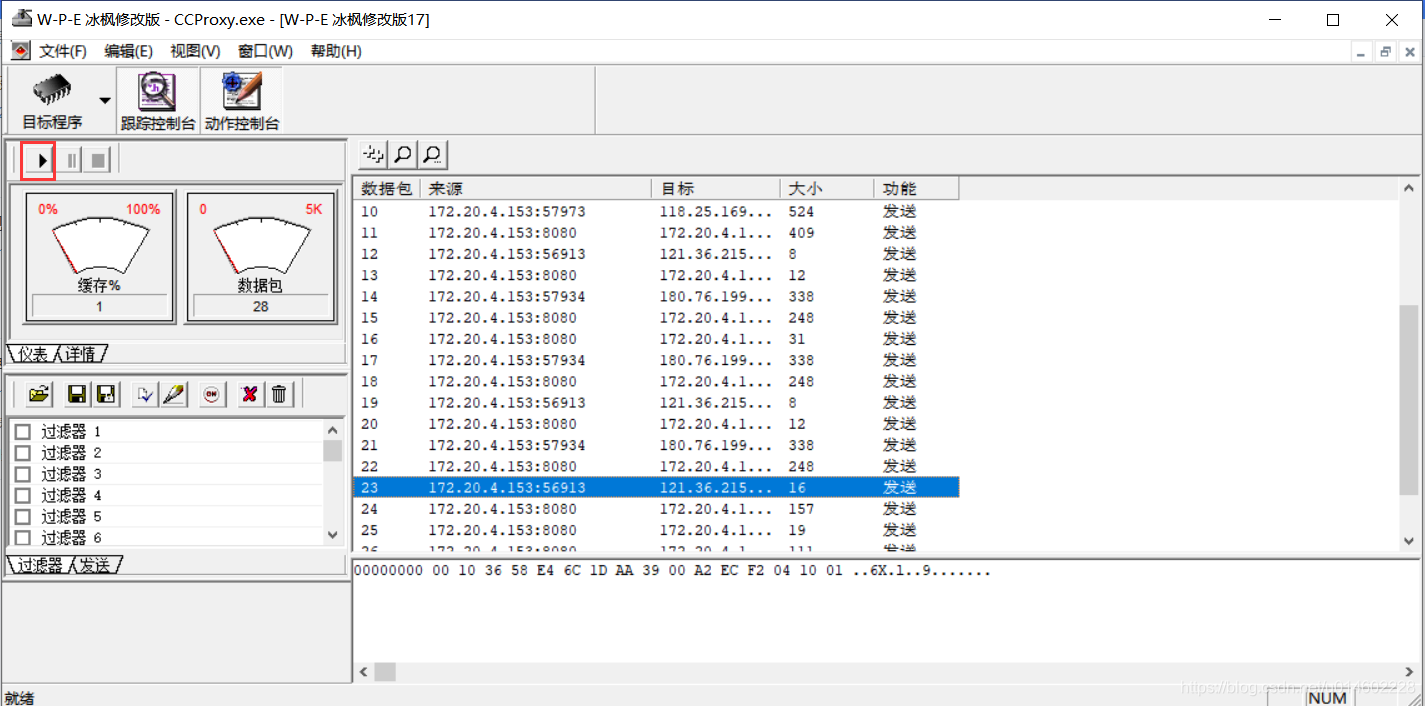 W-P-E 冰枫修改版 - CCProxy.exe - [W-P-E 冰枫修改版17]
文件(F) 编辑(E) 视图(V) 窗口(W) 帮助(H)
目标程序 跟踪控制台 动作控制台
0% 100% 0 5K
缓存% 数据包
1 28
仪表 详情
ON
过滤器 1
过滤器 2
过滤器 3
过滤器 4
过滤器 5
过滤器 6
过滤器 发送
数据包 来源 目标 大小 功能
10 172.20.4.153:57973 118.25.169... 524 发送
11 172.20.4.153:8080 172.20.4.1... 409 发送
12 172.20.4.153:56913 121.36.215... 8 发送
13 172.20.4.153:8080 172.20.4.1... 12 发送
14 172.20.4.153:57934 180.76.199... 338 发送
15 172.20.4.153:8080 172.20.4.1... 248 发送
16 172.20.4.153:8080 172.20.4.1... 31 发送
17 172.20.4.153:57934 180.76.199... 338 发送
18 172.20.4.153:8080 172.20.4.1... 248 发送
19 172.20.4.153:56913 121.36.215... 8 发送
20 172.20.4.153:8080 172.20.4.1... 12 发送
21 172.20.4.153:57934 180.76.199... 338 发送
22 172.20.4.153:8080 172.20.4.1... 248 发送
23 172.20.4.153:56913 121.36.215... 16 发送
24 172.20.4.153:8080 172.20.4.1... 157 发送
25 172.20.4.153:8080 172.20.4.1... 19 发送
26 172.20.4.153:8080 172.20.4.1... 111 发送
00000000 00 10 36 58 E4 6C 1D AA 39 00 A2 EC F2 04 10 01 ..6X.l..9.......
https://blog.csdn.net/u014602228
就绪 NUM